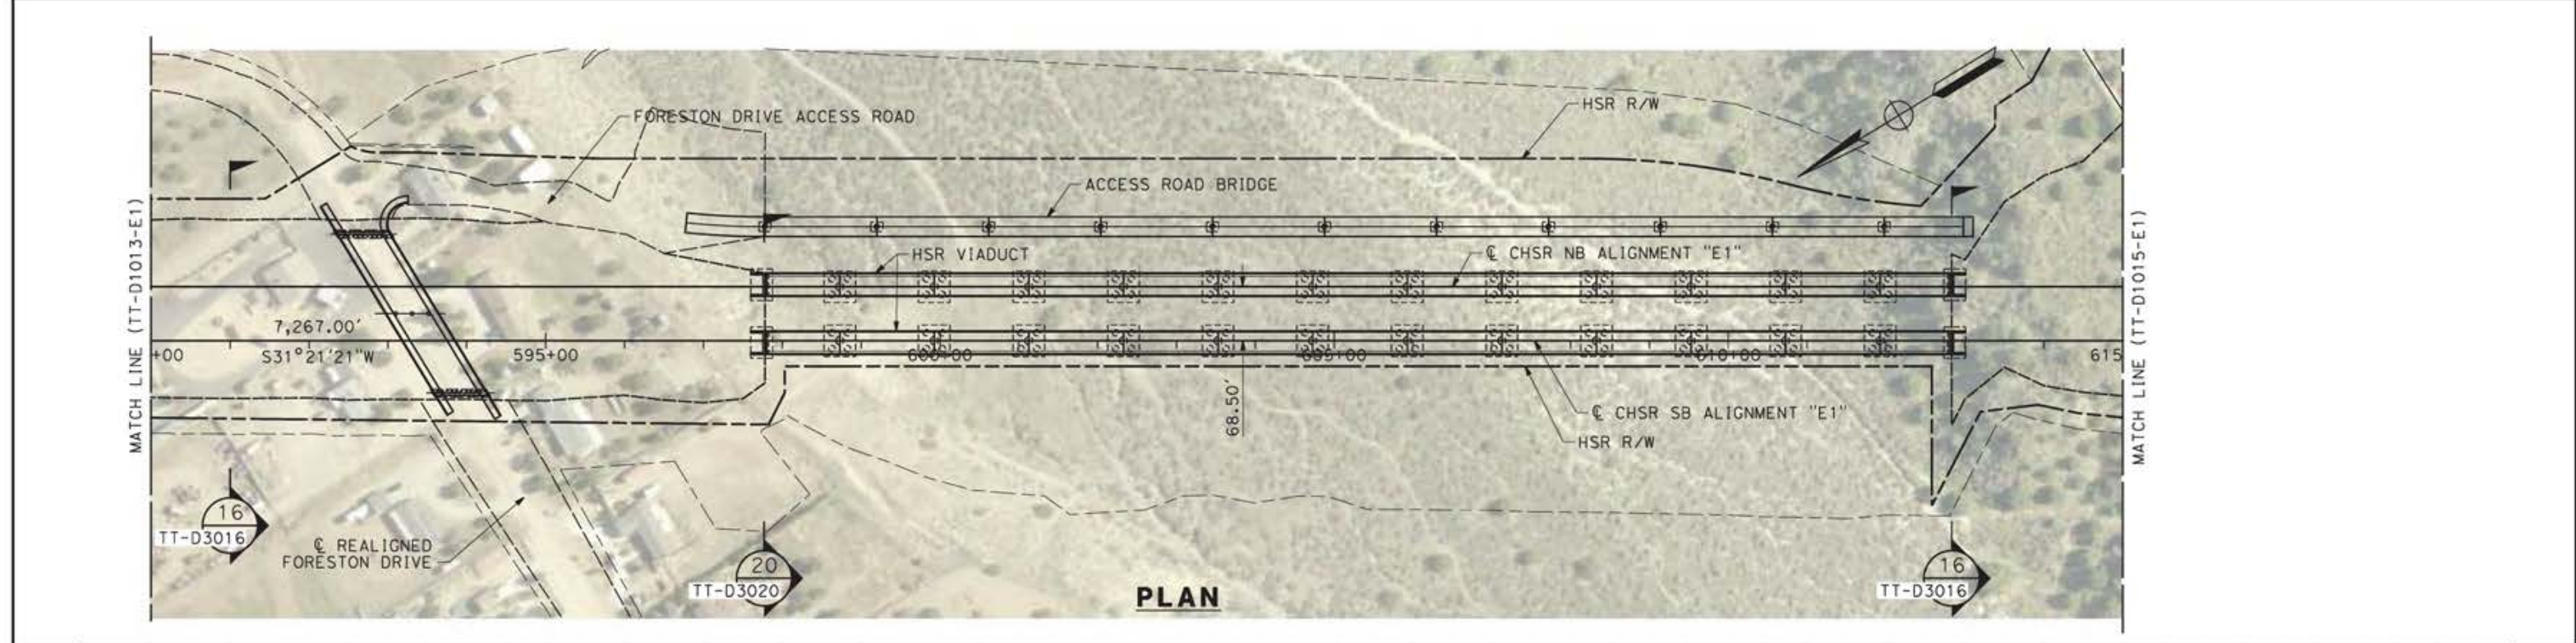 HSR R/W
FORESTON DRIVE ACCESS ROAD
ACCESS ROAD BRIDGE
HSR VIADUCT
℄ CHSR NB ALIGNMENT "E1"
MATCH LINE (TT-D1013-E1)
MATCH LINE (TT-D1015-E1)
7,267.00'
S31°21'21"W
+00
595+00
600+00
605+00
610+00
615
68.50'
℄ CHSR SB ALIGNMENT "E1"
HSR R/W
16
TT-D3016
℄ REALIGNED
FORESTON DRIVE
20
TT-D3020
16
TT-D3016
PLAN